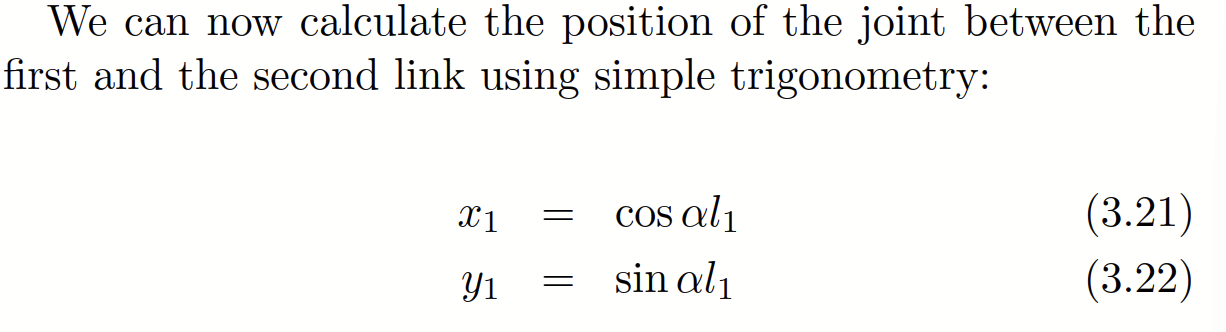 We can now calculate the position of the joint between the
first and the second link using simple trigonometry:
x₁ = cos αl₁ (3.21)
y₁ = sin αl₁ (3.22)